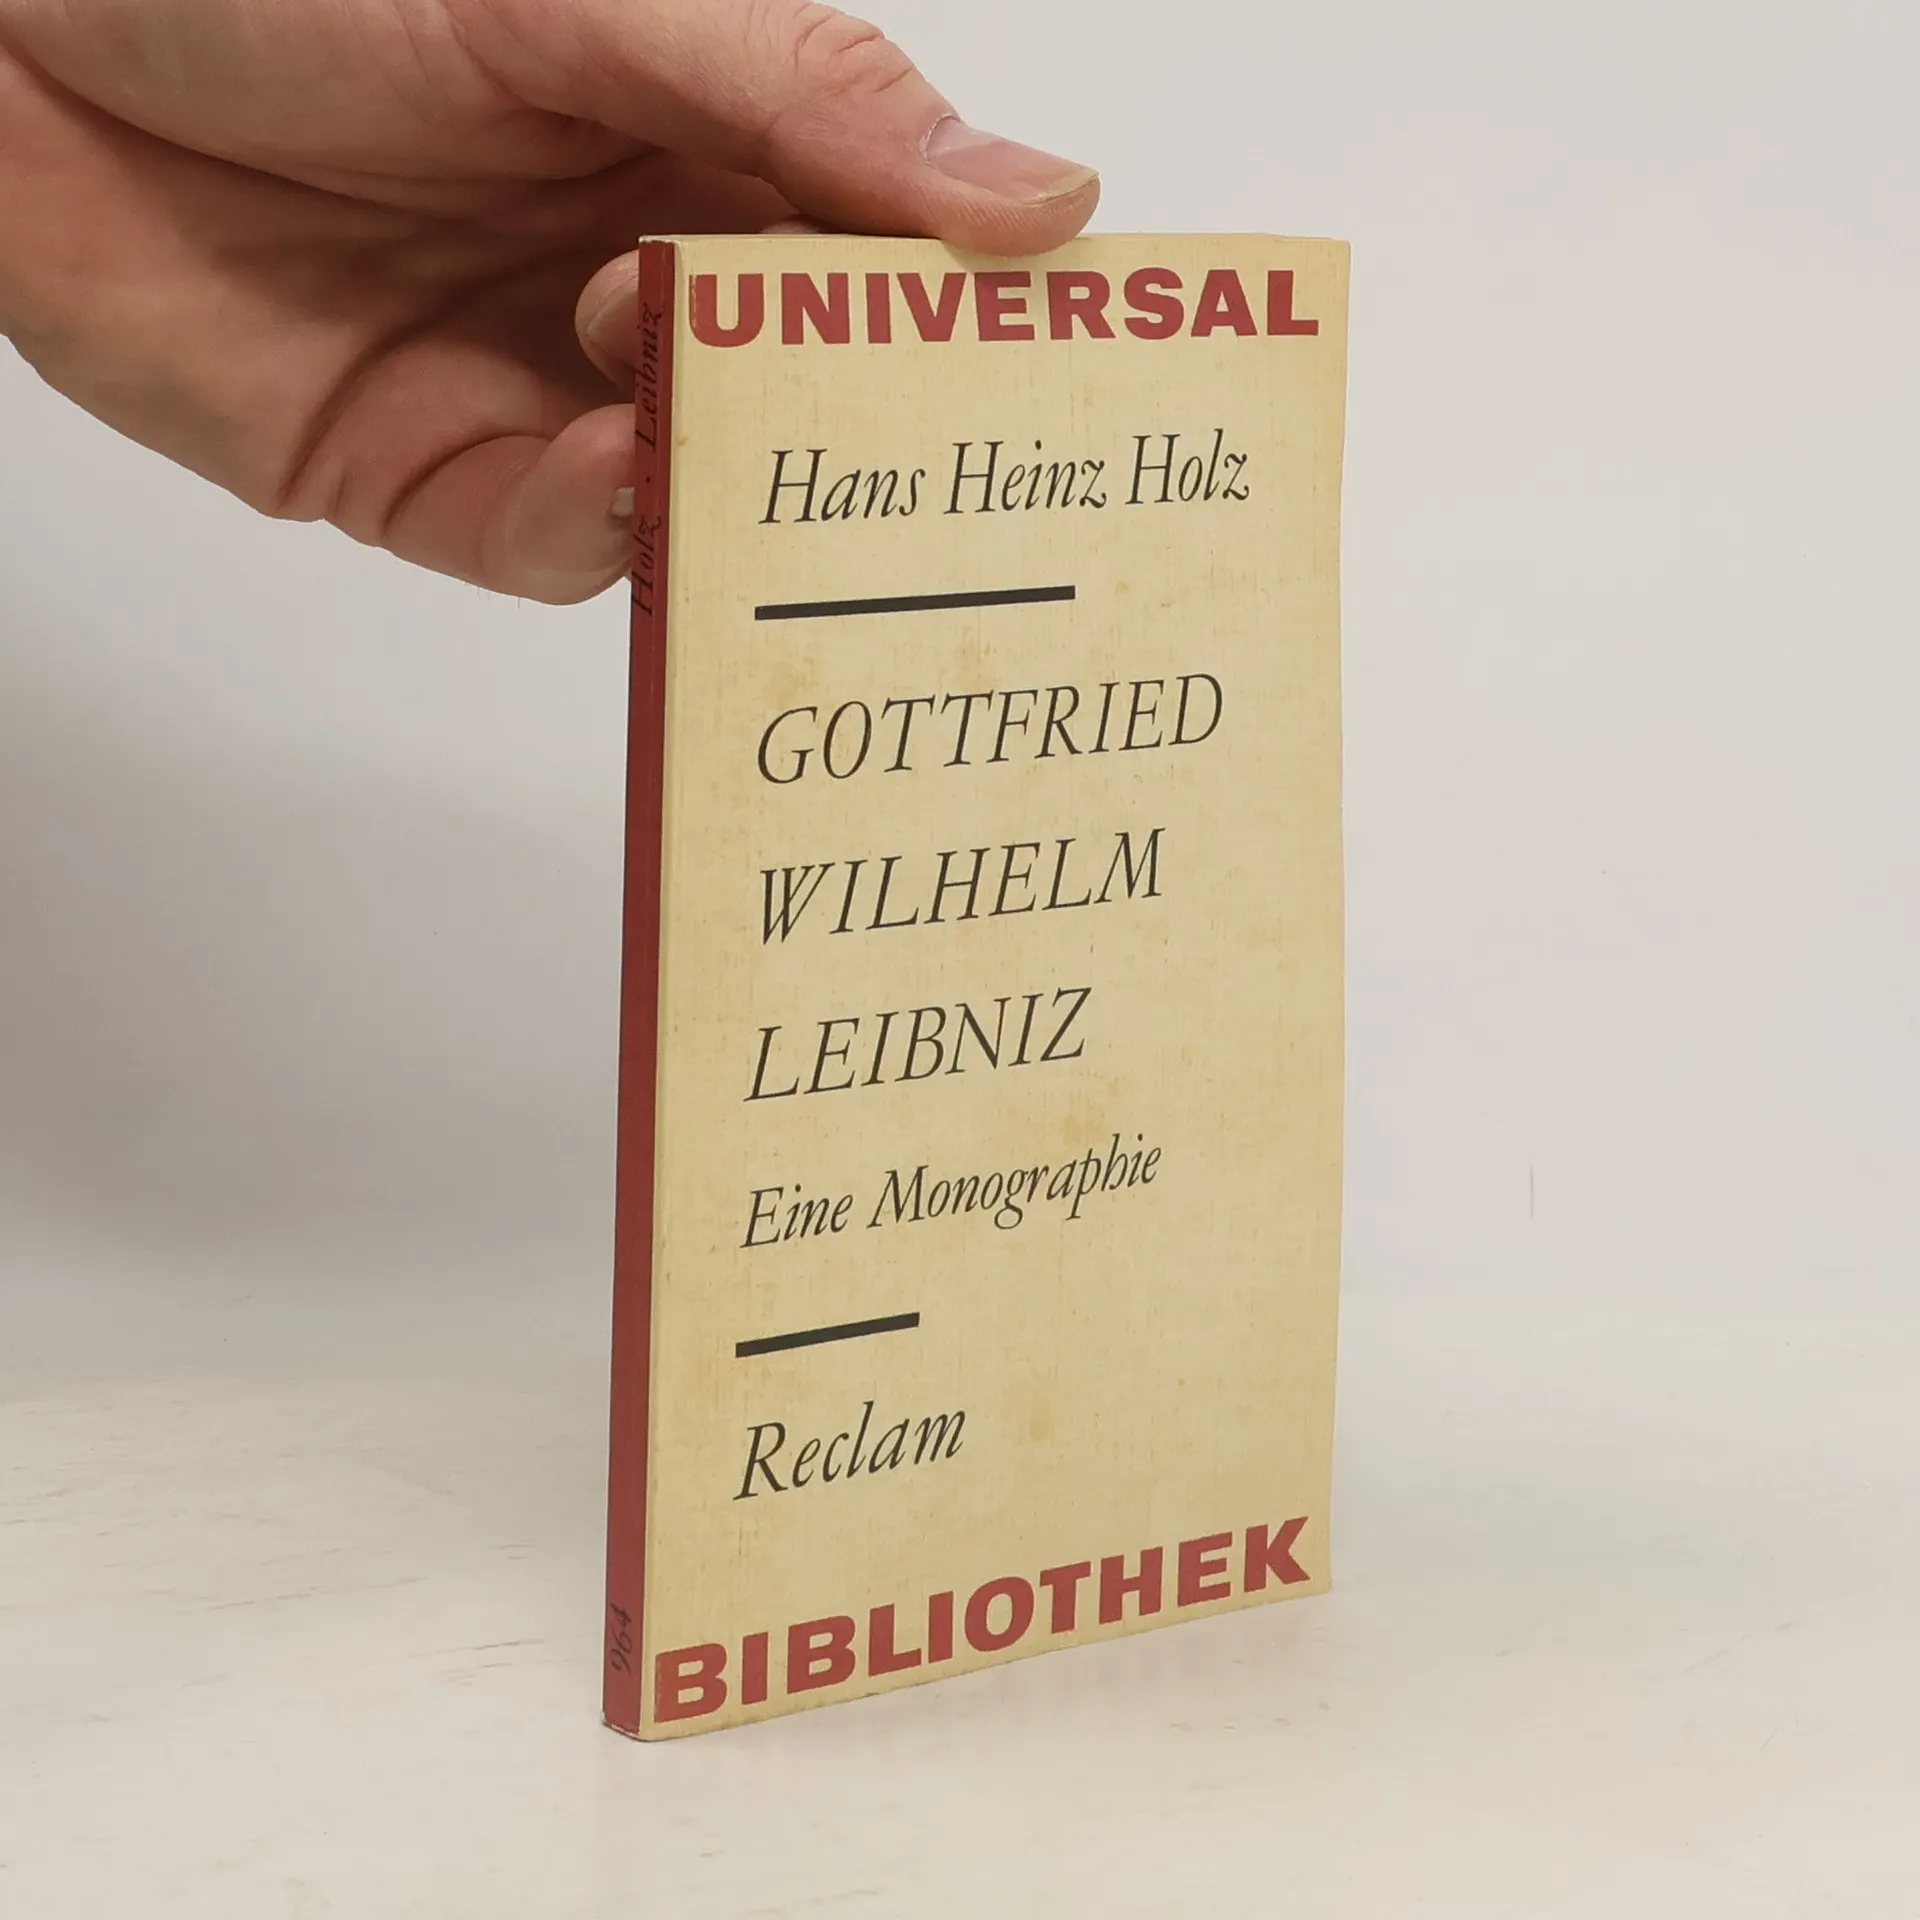 UNIVERSAL
Hans Heinz Holz
GOTTFRIED
WILHELM
LEIBNIZ
Eine Monographie
Reclam
BIBLIOTHEK
Holz · Leibniz
964